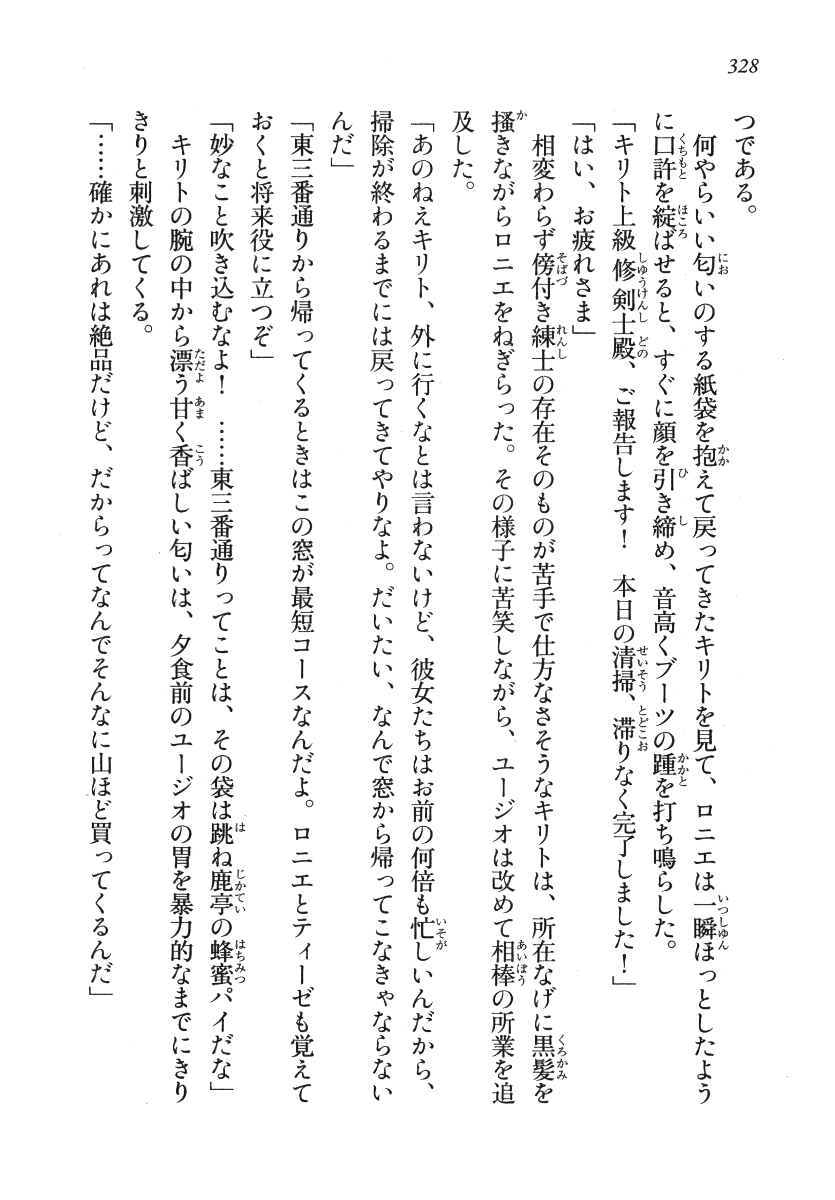 328
つである。
　何やらいい匂いのする紙袋を抱えて戻ってきたキリトを見て、ロニエは一瞬ほっとしたよう
に口許を綻ばせると、すぐに顔を引き締め、音高くブーツの踵を打ち鳴らした。
「キリト上級修剣士殿、ご報告します！　本日の清掃、滞りなく完了しました！」
「はい、お疲れさま」
　相変わらず傍付き練士の存在そのものが苦手で仕方なさそうなキリトは、所在なげに黒髪を
掻きながらロニエをねぎらった。その様子に苦笑しながら、ユージオは改めて相棒の所業を追
及した。
「あのねえキリト、外に行くなとは言わないけど、彼女たちはお前の何倍も忙しいんだから、
掃除が終わるまでには戻ってきてやりなよ。だいたい、なんで窓から帰ってこなきゃならない
んだ」
「東三番通りから帰ってくるときはこの窓が最短コースなんだよ。ロニエとティーゼも覚えて
おくと将来役に立つぞ」
「妙なこと吹き込むなよ！　……東三番通りってことは、その袋は跳ね鹿亭の蜂蜜パイだな」
　キリトの腕の中から漂う甘く香ばしい匂いは、夕食前のユージオの胃を暴力的なまでにきり
きりと刺激してくる。
「……確かにあれは絶品だけど、だからってなんでそんなに山ほど買ってくるんだ」